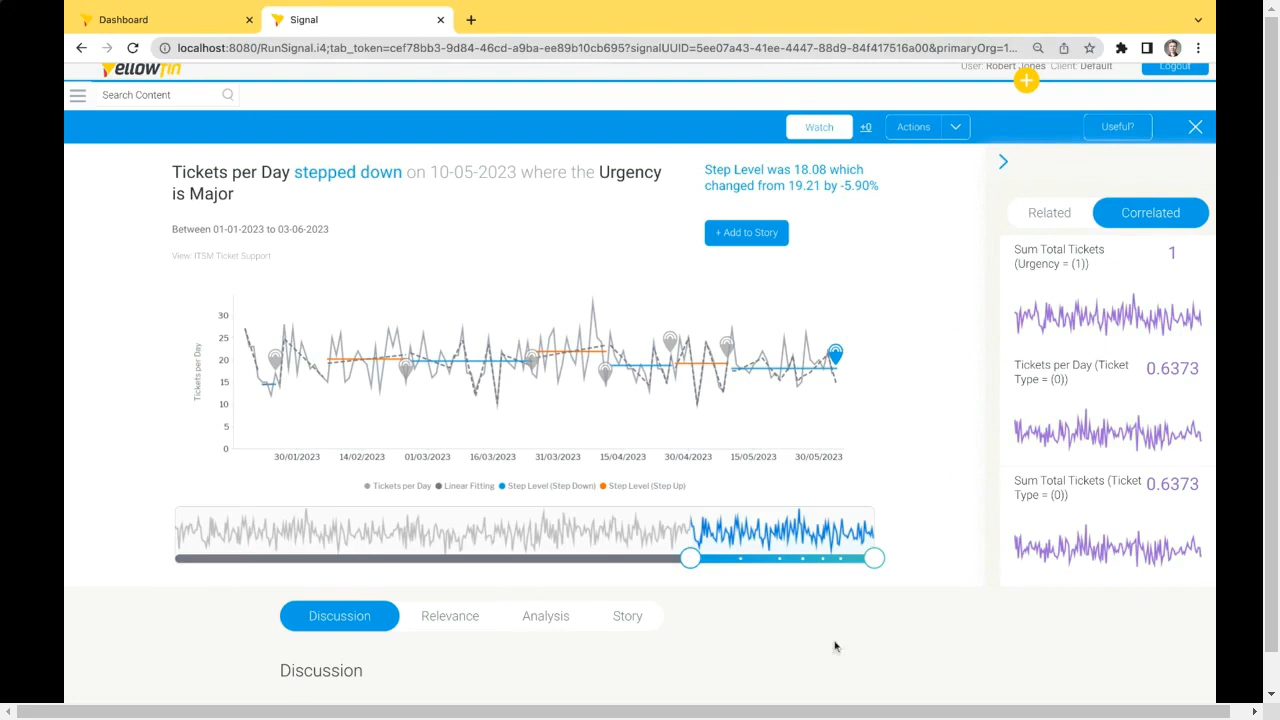 Dashboard
Signal
localhost:8080/RunSignal.i4;tab_token=cef78bb3-9d84-46cd-a9ba-ee89b10cb695?signalUUID=5ee07a43-41ee-4447-88d9-84f417516a00&primaryOrg=1...
Yellowfin
User: Robert Jones Client: Default
Logout
Search Content
Watch
+0
Actions
Useful?
Tickets per Day stepped down on 10-05-2023 where the Urgency
is Major
Step Level was 18.08 which
changed from 19.21 by -5.90%
Between 01-01-2023 to 03-06-2023
+ Add to Story
View: ITSM Ticket Support
Related
Correlated
Sum Total Tickets
(Urgency = (1))
1
Tickets per Day (Ticket
Type = (0))
0.6373
Sum Total Tickets (Ticket
Type = (0))
0.6373
Tickets per Day
30
25
20
15
10
5
0
30/01/2023
14/02/2023
01/03/2023
16/03/2023
31/03/2023
15/04/2023
30/04/2023
15/05/2023
30/05/2023
Tickets per Day
Linear Fitting
Step Level (Step Down)
Step Level (Step Up)
Discussion
Relevance
Analysis
Story
Discussion